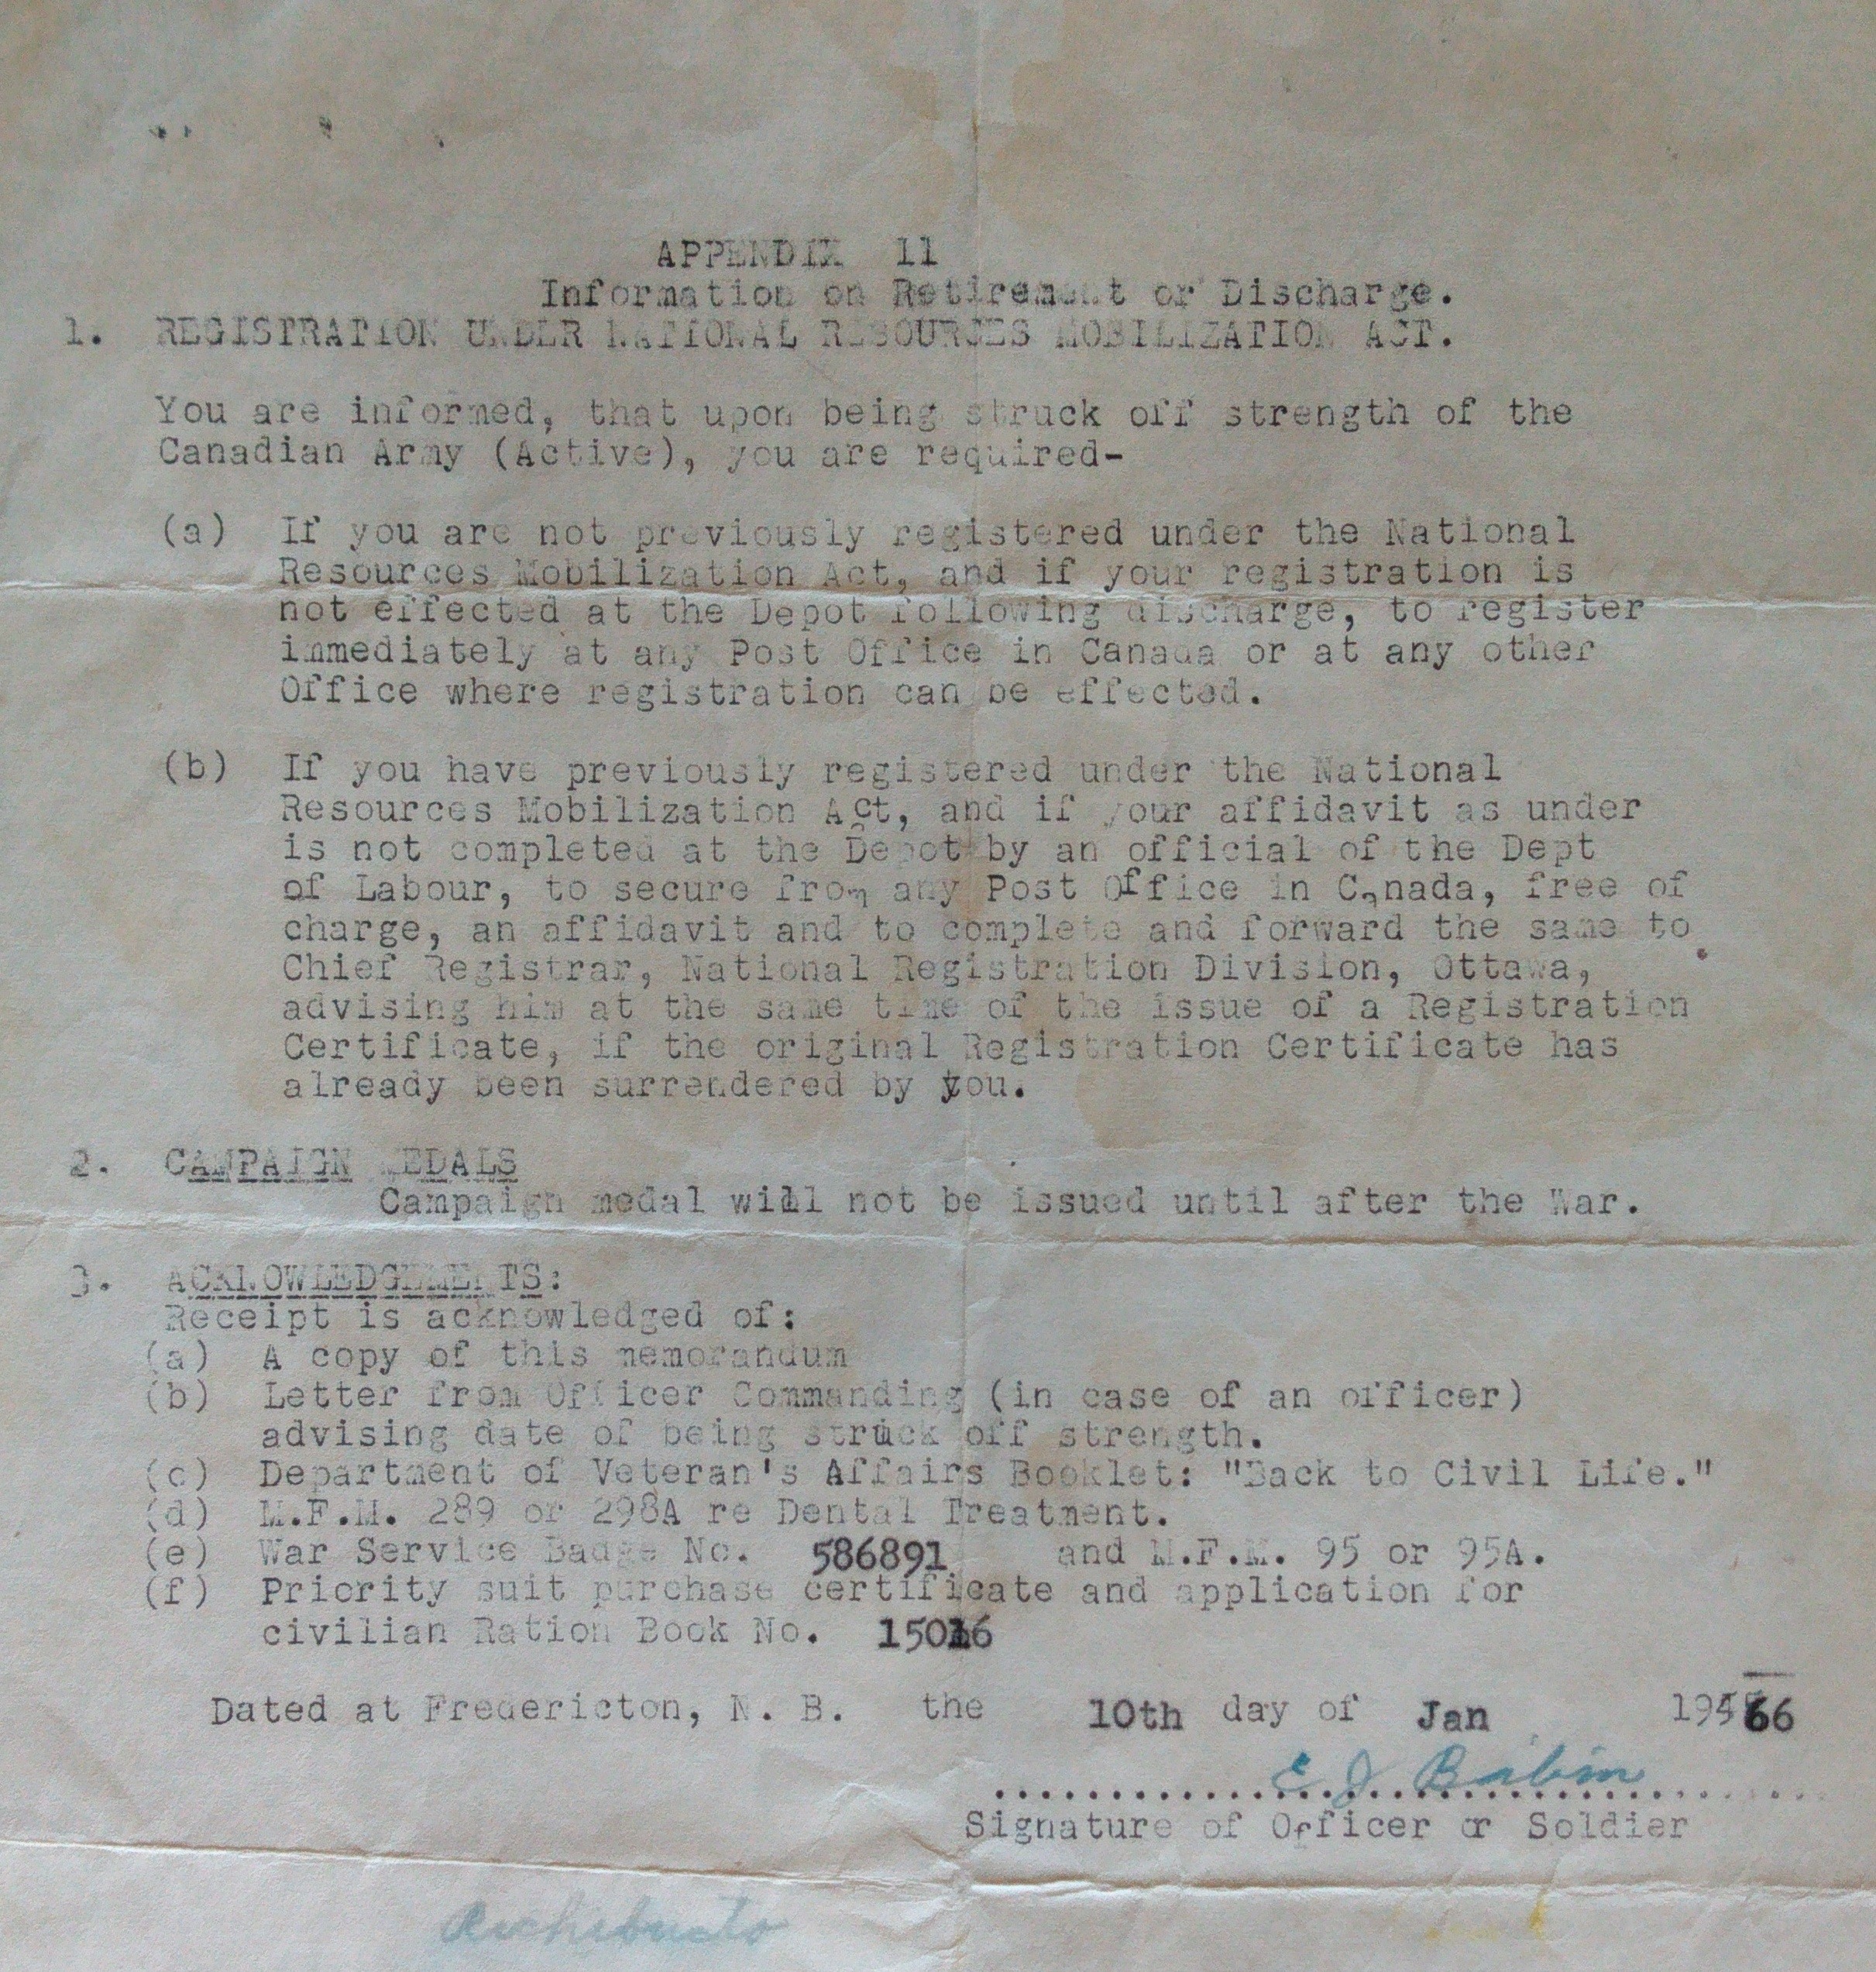 APPENDIX 11
Information on Retirement or Discharge.
1. REGISTRATION UNDER NATIONAL RESOURCES MOBILIZATION ACT.
You are informed, that upon being struck off strength of the
Canadian Army (Active), you are required-
(a) If you are not previously registered under the National
Resources Mobilization Act, and if your registration is
not effected at the Depot following discharge, to register
immediately at any Post Office in Canada or at any other
Office where registration can be effected.
(b) If you have previously registered under the National
Resources Mobilization Act, and if your affidavit as under
is not completed at the Depot by an official of the Dept
of Labour, to secure from any Post Office in Canada, free of
charge, an affidavit and to complete and forward the same to
Chief Registrar, National Registration Division, Ottawa,
advising him at the same time of the issue of a Registration
Certificate, if the original Registration Certificate has
already been surrendered by you.
2. CAMPAIGN MEDALS
Campaign medal will not be issued until after the War.
3. ACKNOWLEDGEMENTS:
Receipt is acknowledged of:
(a) A copy of this memorandum
(b) Letter from Officer Commanding (in case of an officer)
advising date of being struck off strength.
(c) Department of Veteran's Affairs Booklet: "Back to Civil Life."
(d) M.F.M. 289 or 298A re Dental Treatment.
(e) War Service Badge No. 586891 and M.F.M. 95 or 95A.
(f) Priority suit purchase certificate and application for
civilian Ration Book No. 15016
Dated at Fredericton, N. B. the 10th day of Jan
E J Babin
Signature of Officer or Soldier
Richibucto